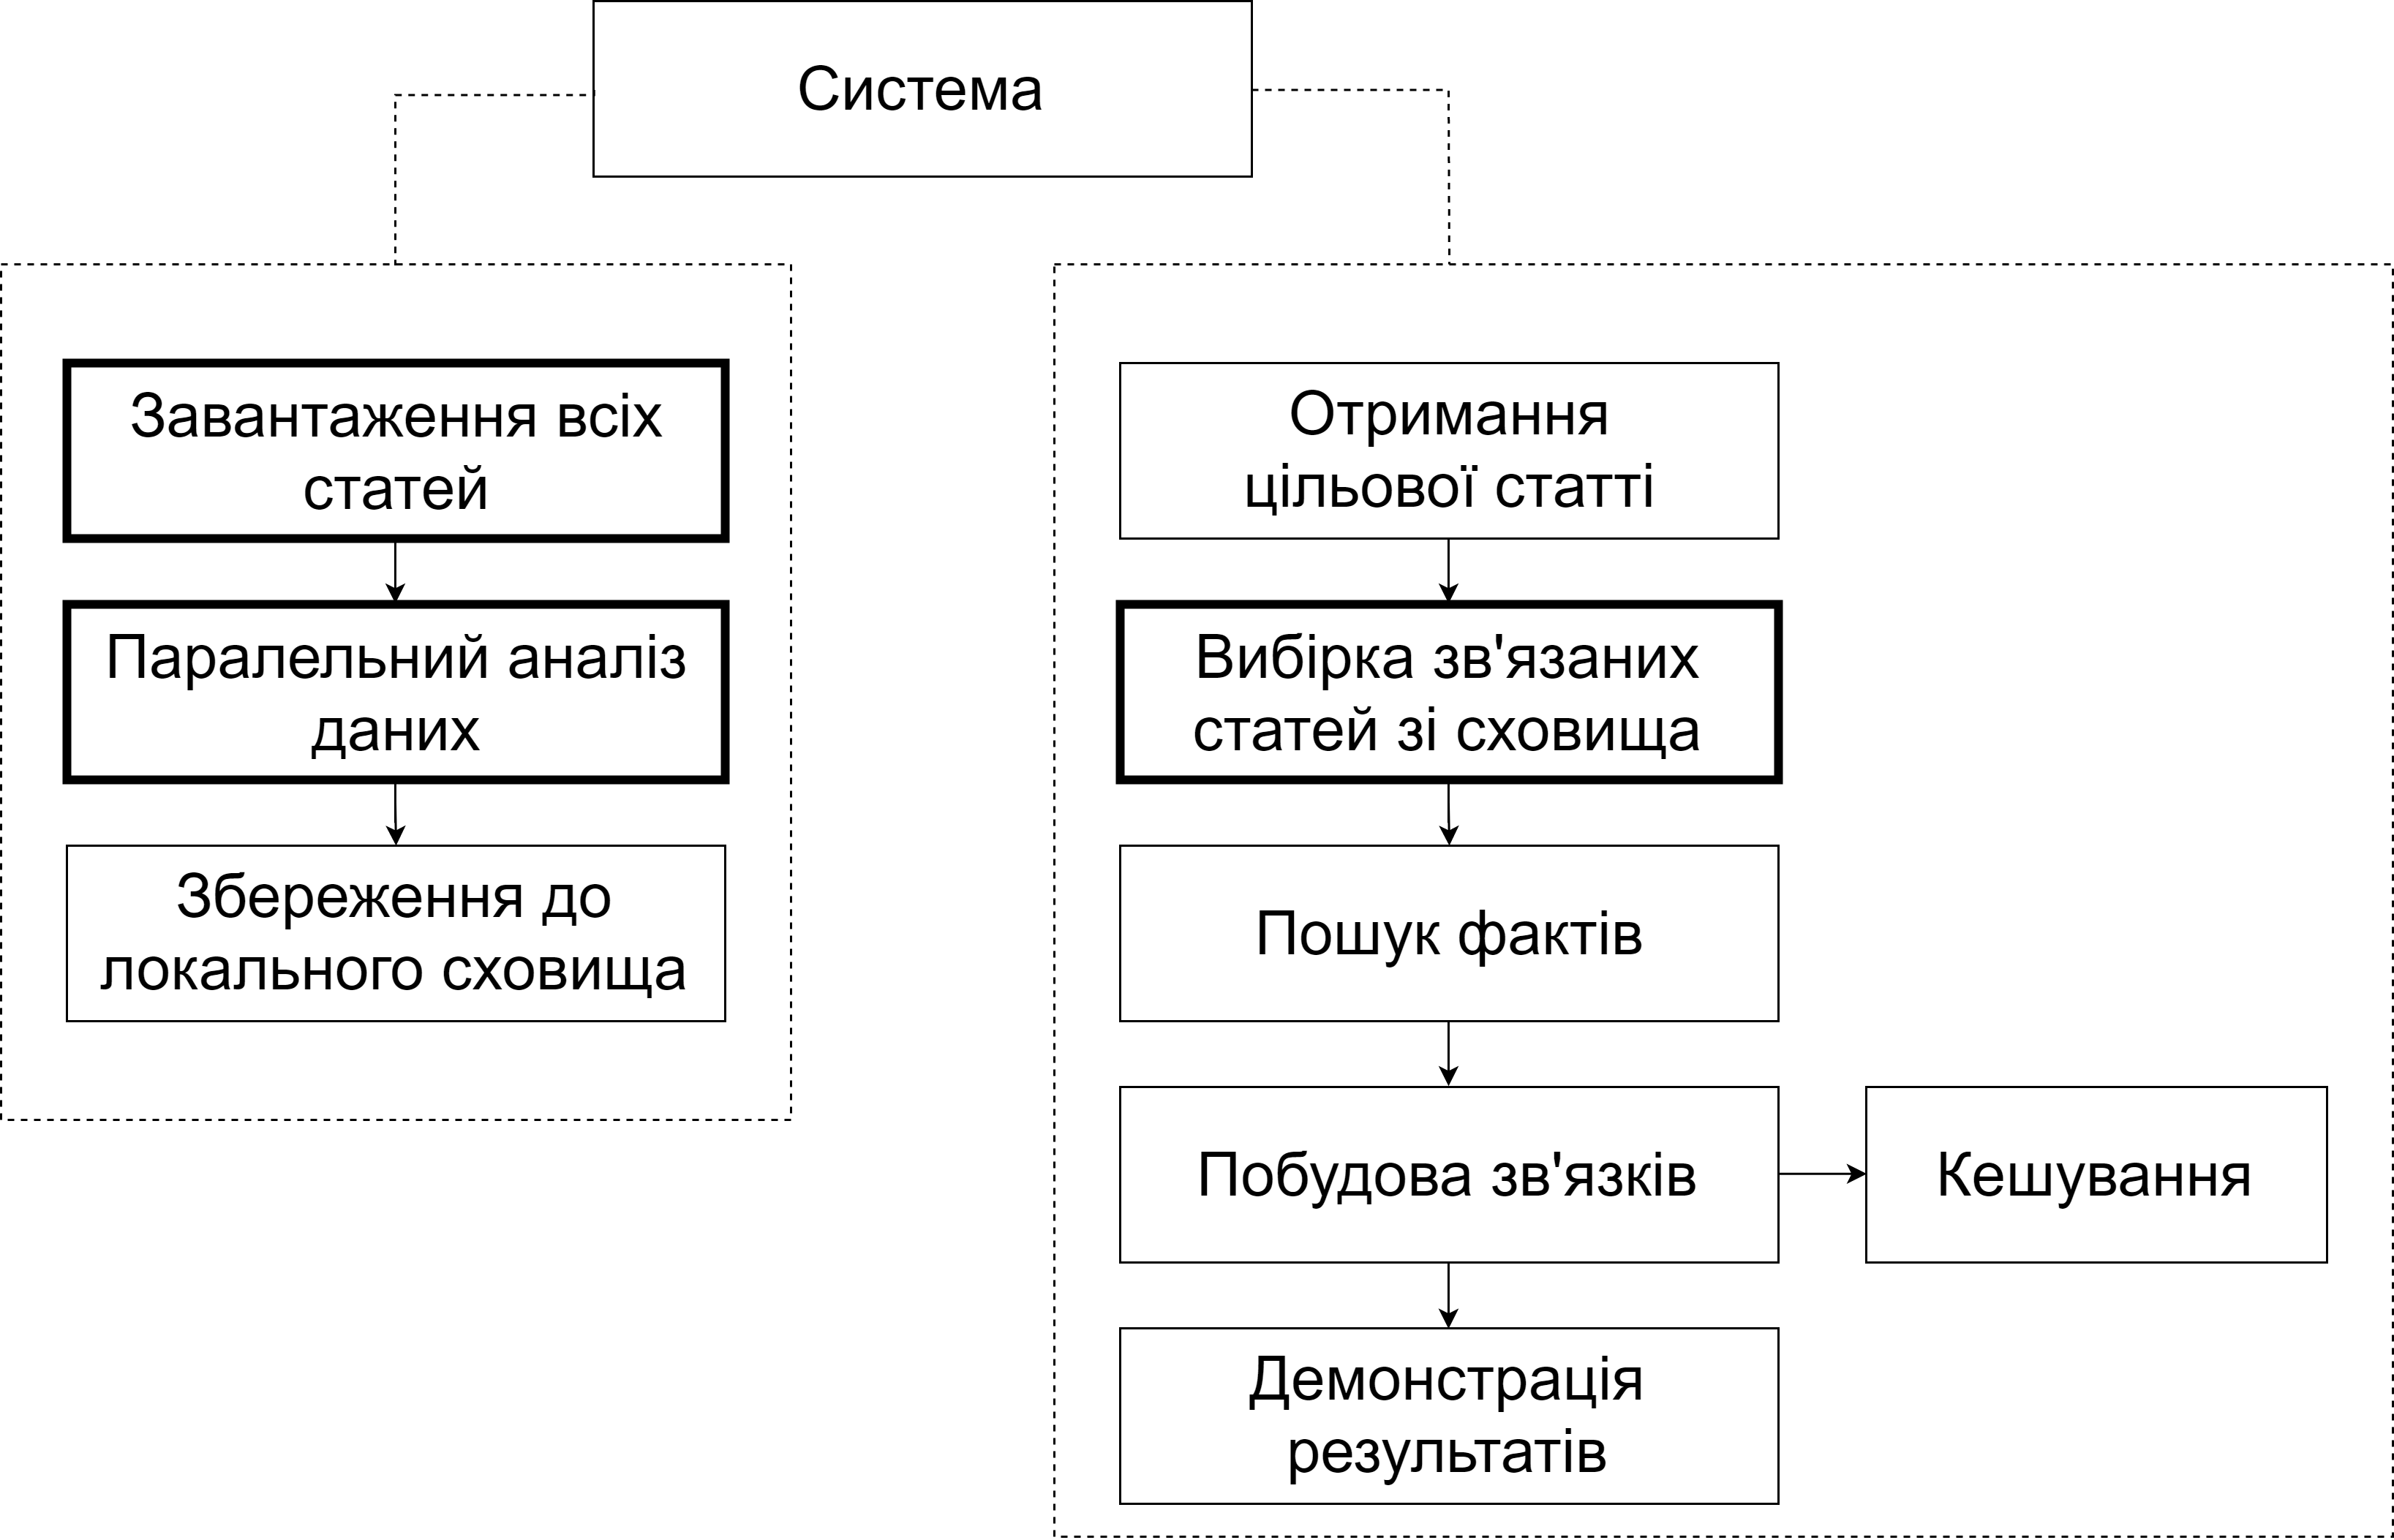 Система
Завантаження всіх
статей
Паралельний аналіз
даних
Збереження до
локального сховища
Отримання
цільової статті
Вибірка зв'язаних
статей зі сховища
Пошук фактів
Побудова зв'язків
Кешування
Демонстрація
результатів